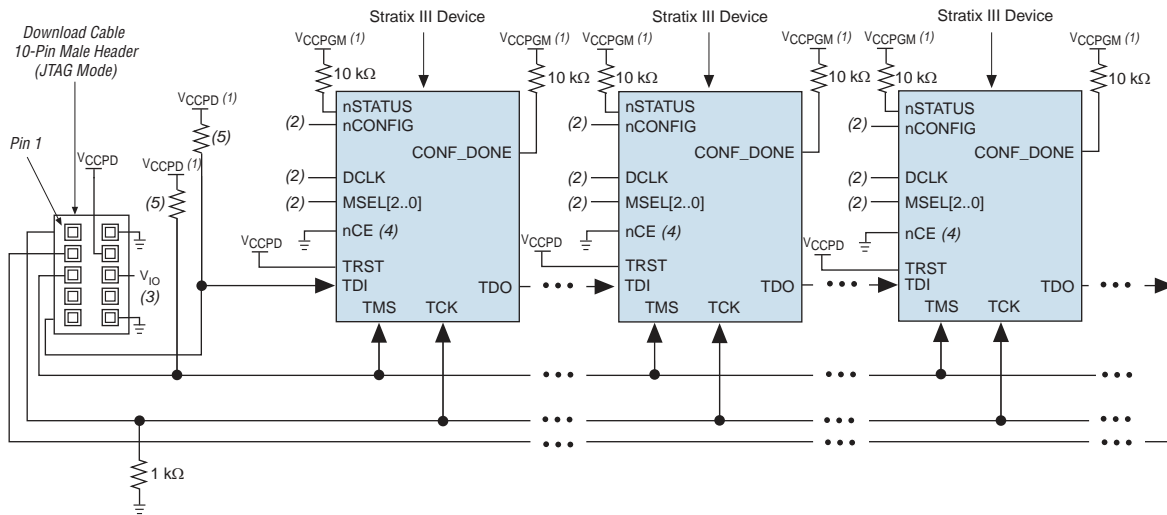 Download Cable
10-Pin Male Header
(JTAG Mode)
Pin 1
VCCPD
VCCPD (1)
(5)
VCCPD (1)
(5)
VIO
(3)
1 kΩ
Stratix III Device
VCCPGM (1)
10 kΩ
VCCPGM (1)
10 kΩ
nSTATUS
(2) nCONFIG
CONF_DONE
(2) DCLK
(2) MSEL[2..0]
nCE (4)
VCCPD
TRST
TDI
TDO
TMS TCK
Stratix III Device
VCCPGM (1)
10 kΩ
VCCPGM (1)
10 kΩ
nSTATUS
(2) nCONFIG
CONF_DONE
(2) DCLK
(2) MSEL[2..0]
nCE (4)
VCCPD
TRST
TDI
TDO
TMS TCK
Stratix III Device
VCCPGM (1)
10 kΩ
VCCPGM (1)
10 kΩ
nSTATUS
(2) nCONFIG
CONF_DONE
(2) DCLK
(2) MSEL[2..0]
nCE (4)
VCCPD
TRST
TDI
TDO
TMS TCK